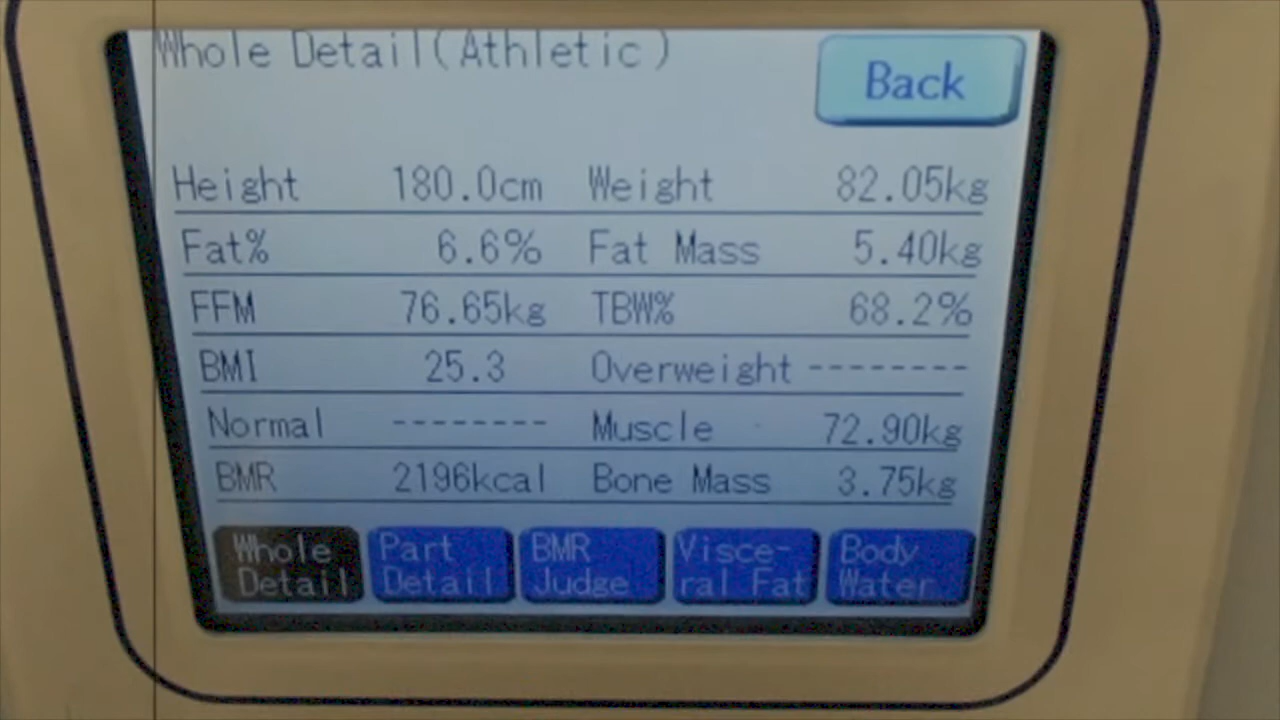 Whole Detail(Athletic)
Back
Height 180.0cm Weight 82.05kg
Fat% 6.6% Fat Mass 5.40kg
FFM 76.65kg TBW% 68.2%
BMI 25.3 Overweight --------
Normal -------- Muscle 72.90kg
BMR 2196kcal Bone Mass 3.75kg
Whole Detail
Part Detail
BMR Judge
Visce-
ral Fat
Body Water